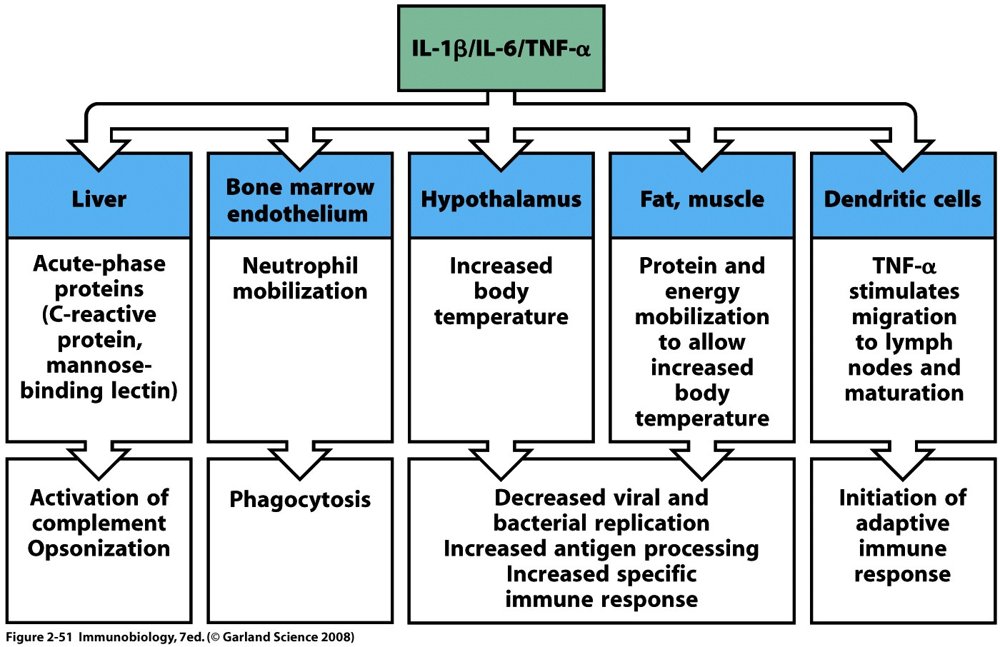 IL-1β/IL-6/TNF-α
Liver
Bone marrow
endothelium
Hypothalamus
Fat, muscle
Dendritic cells
Acute-phase
proteins
(C-reactive
protein,
mannose-
binding lectin)
Neutrophil
mobilization
Increased
body
temperature
Protein and
energy
mobilization
to allow
increased
body
temperature
TNF-α
stimulates
migration
to lymph
nodes and
maturation
Activation of
complement
Opsonization
Phagocytosis
Decreased viral and
bacterial replication
Increased antigen processing
Increased specific
immune response
Initiation of
adaptive
immune
response
Figure 2-51 Immunobiology, 7ed. (© Garland Science 2008)